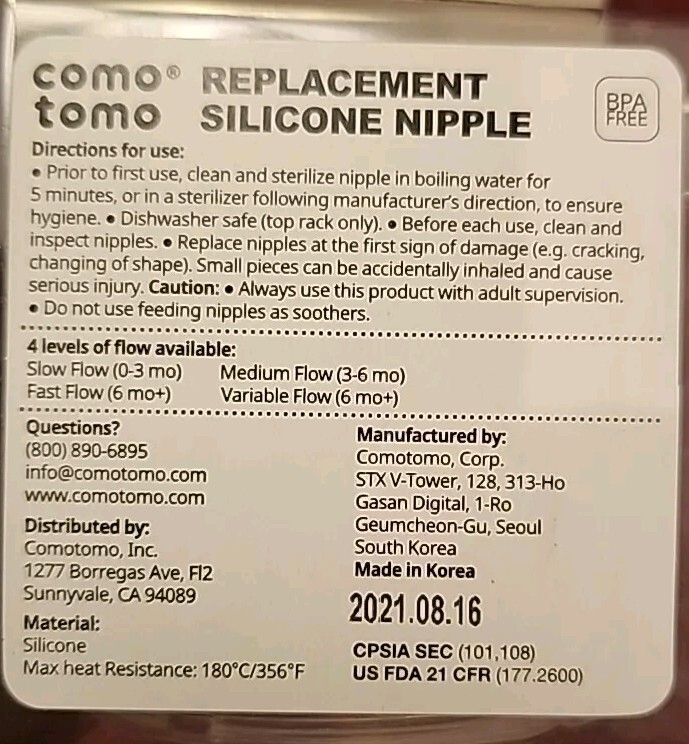 como® REPLACEMENT
tomo SILICONE NIPPLE
BPA
FREE
Directions for use:
• Prior to first use, clean and sterilize nipple in boiling water for
5 minutes, or in a sterilizer following manufacturer's direction, to ensure
hygiene. • Dishwasher safe (top rack only). • Before each use, clean and
inspect nipples. • Replace nipples at the first sign of damage (e.g. cracking,
changing of shape). Small pieces can be accidentally inhaled and cause
serious injury. Caution: • Always use this product with adult supervision.
• Do not use feeding nipples as soothers.
4 levels of flow available:
Slow Flow (0-3 mo) Medium Flow (3-6 mo)
Fast Flow (6 mo+) Variable Flow (6 mo+)
Questions?
(800) 890-6895
info@comotomo.com
www.comotomo.com
Distributed by:
Comotomo, Inc.
1277 Borregas Ave, Fl2
Sunnyvale, CA 94089
Material:
Silicone
Max heat Resistance: 180°C/356°F
Manufactured by:
Comotomo, Corp.
STX V-Tower, 128, 313-Ho
Gasan Digital, 1-Ro
Geumcheon-Gu, Seoul
South Korea
Made in Korea
2021.08.16
CPSIA SEC (101,108)
US FDA 21 CFR (177.2600)